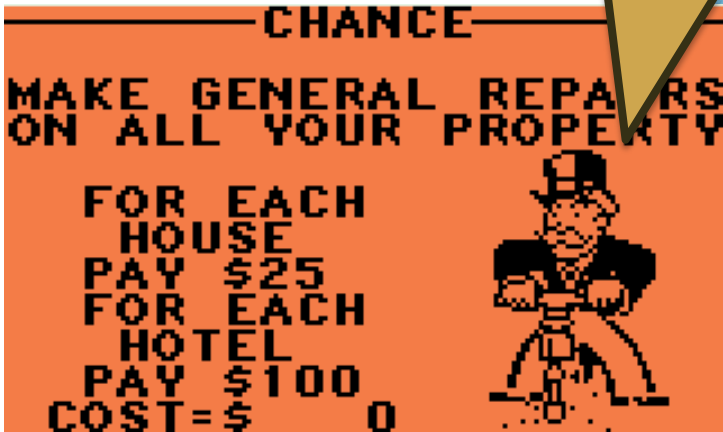 CHANCE
MAKE GENERAL REPAIRS
ON ALL YOUR PROPERTY
FOR EACH
HOUSE
PAY $25
FOR EACH
HOTEL
PAY $100
COST=$ 0